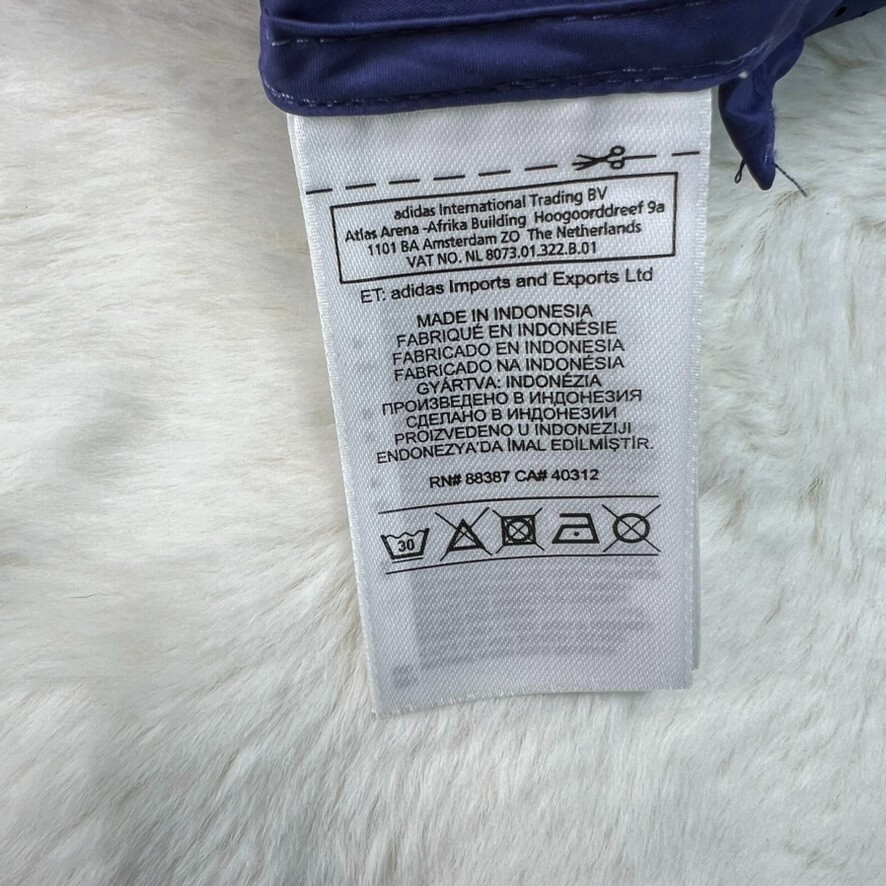 adidas International Trading BV
Atlas Arena -Afrika Building Hoogoorddreef 9a
1101 BA Amsterdam ZO The Netherlands
VAT NO. NL 8073.01.322.B.01
ET: adidas Imports and Exports Ltd
MADE IN INDONESIA
FABRIQUÉ EN INDONÉSIE
FABRICADO EN INDONESIA
FABRICADO NA INDONÉSIA
GYÁRTVA: INDONÉZIA
ПРОИЗВЕДЕНО В ИНДОНЕЗИЯ
СДЕЛАНО В ИНДОНЕЗИИ
PROIZVEDENO U INDONEZIJI
ENDONEZYA'DA İMAL EDİLMİŞTİR.
RN# 88387 CA# 40312
30